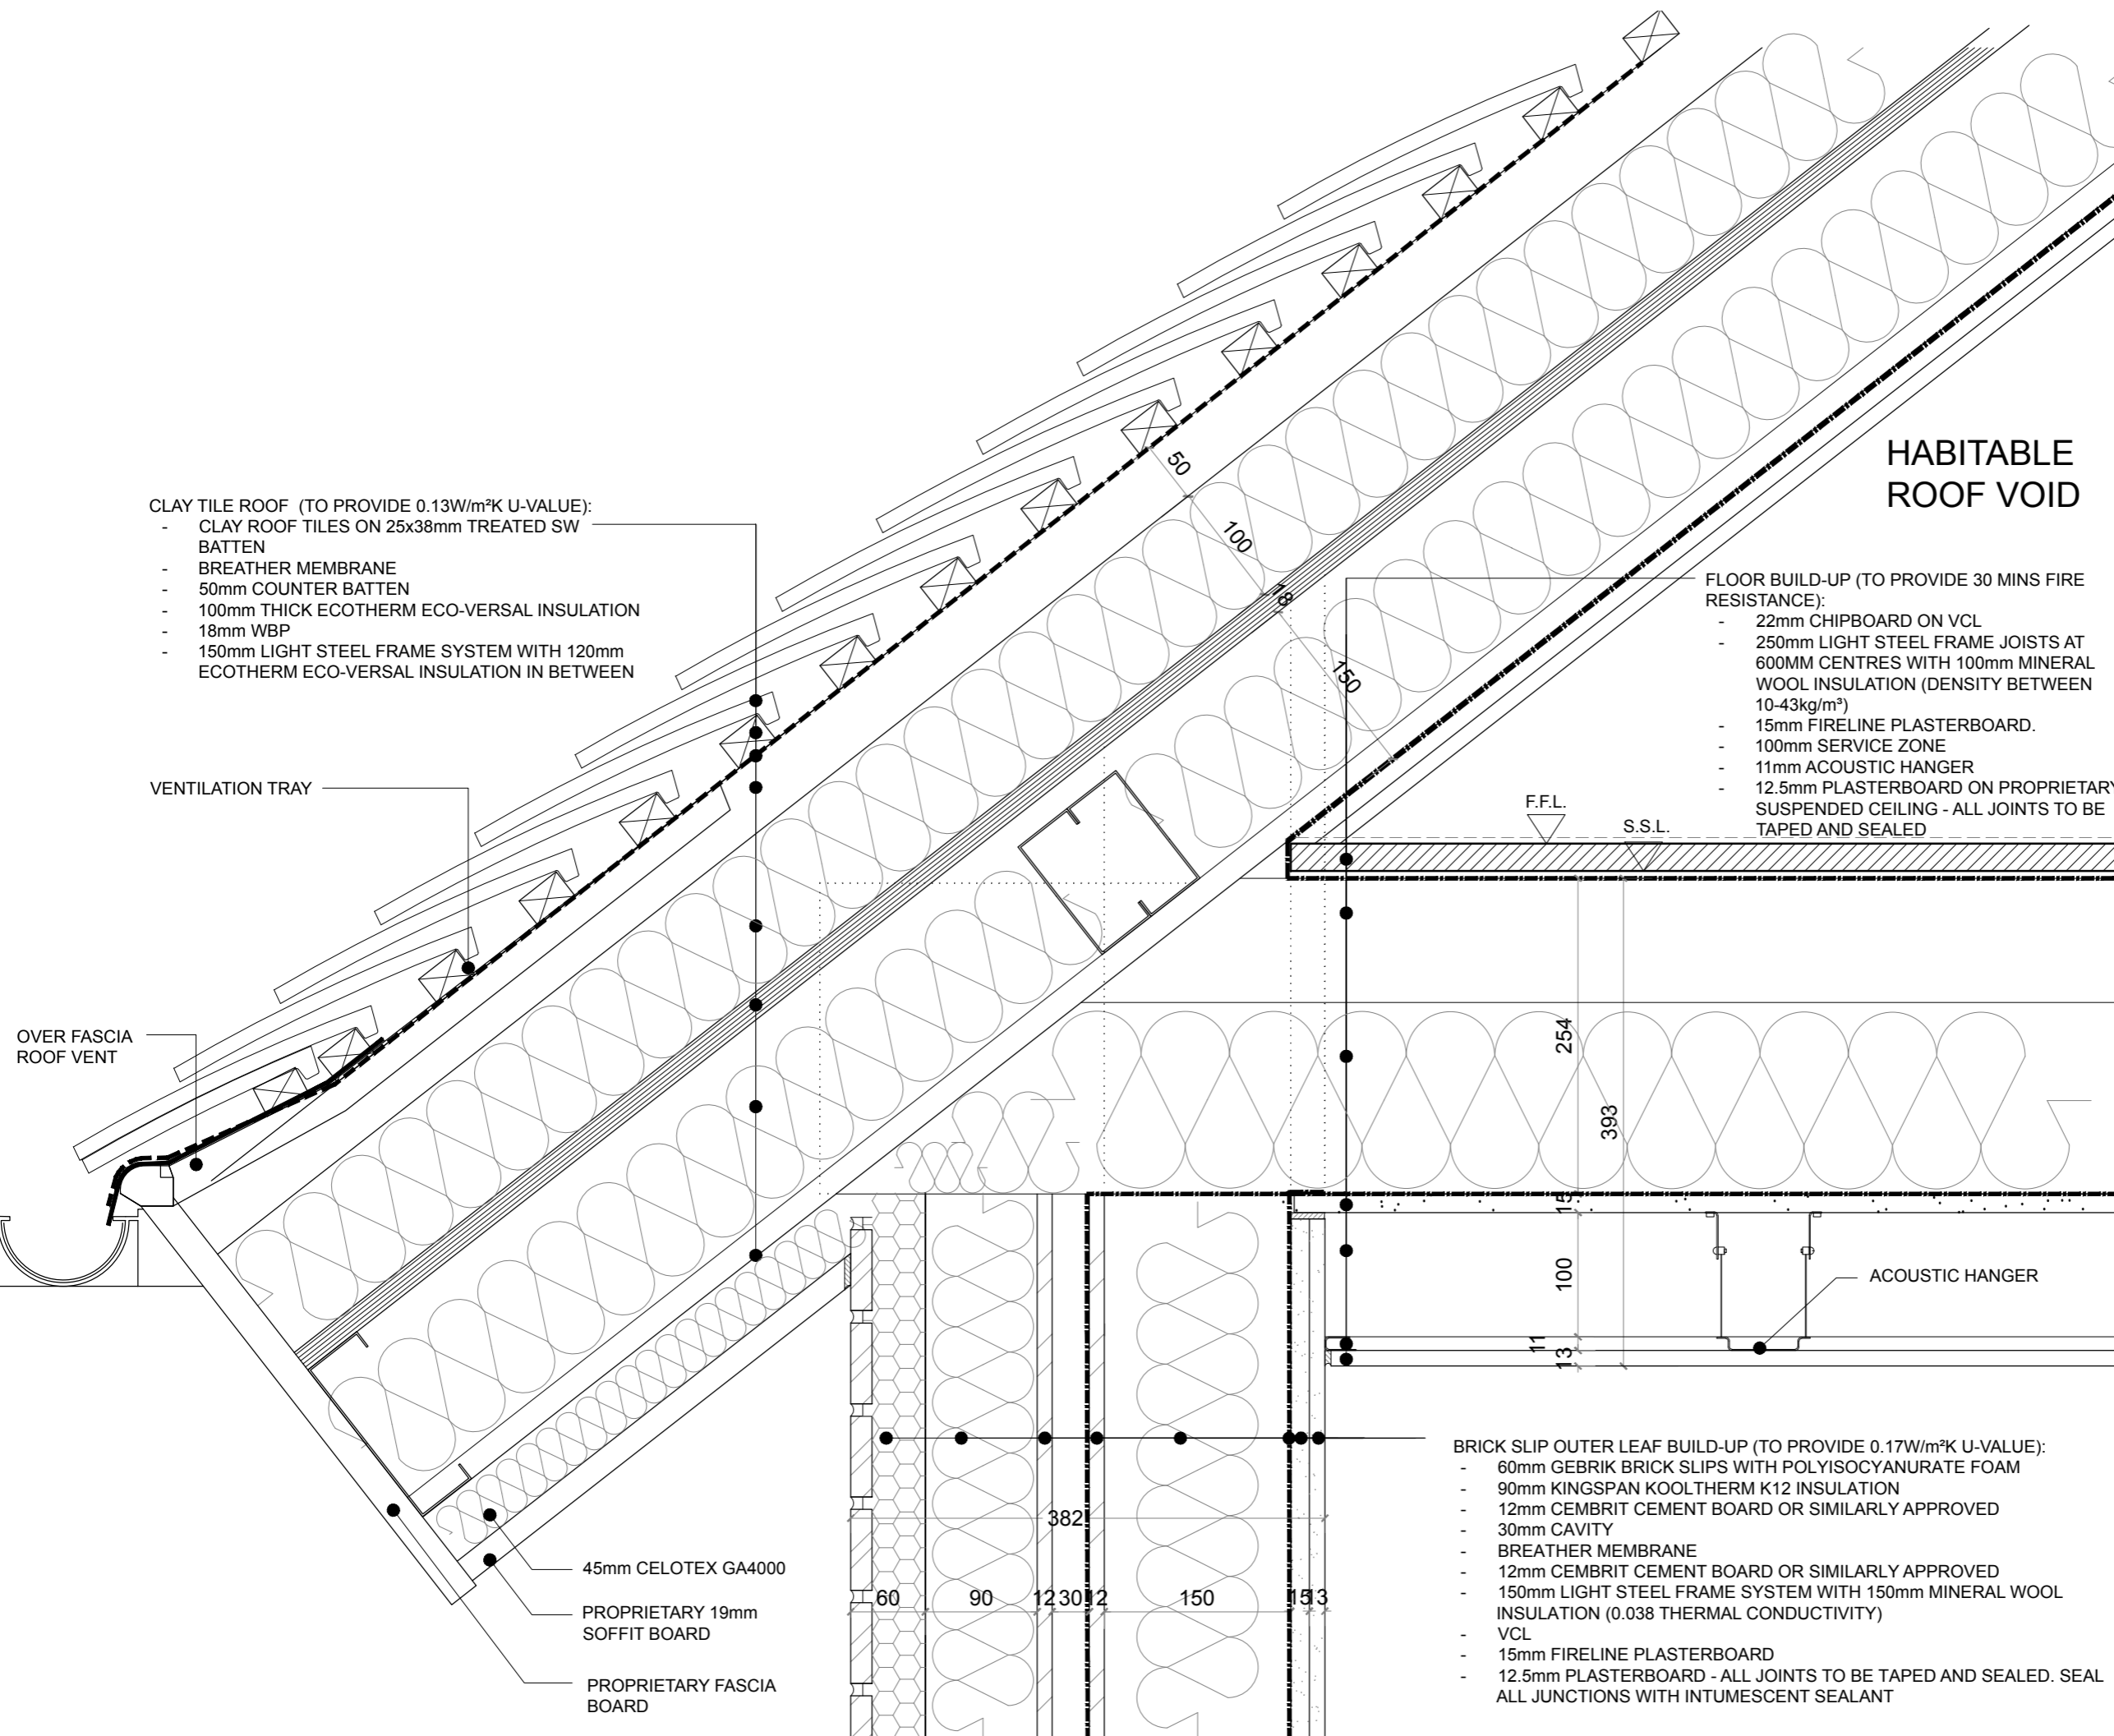 HABITABLE
ROOF VOID
CLAY TILE ROOF (TO PROVIDE 0.13W/m²K U-VALUE):
- CLAY ROOF TILES ON 25x38mm TREATED SW
BATTEN
- BREATHER MEMBRANE
- 50mm COUNTER BATTEN
- 100mm THICK ECOTHERM ECO-VERSAL INSULATION
- 18mm WBP
- 150mm LIGHT STEEL FRAME SYSTEM WITH 120mm
ECOTHERM ECO-VERSAL INSULATION IN BETWEEN
50
100
18
150
FLOOR BUILD-UP (TO PROVIDE 30 MINS FIRE
RESISTANCE):
- 22mm CHIPBOARD ON VCL
- 250mm LIGHT STEEL FRAME JOISTS AT
600MM CENTRES WITH 100mm MINERAL
WOOL INSULATION (DENSITY BETWEEN
10-43kg/m³)
- 15mm FIRELINE PLASTERBOARD.
- 100mm SERVICE ZONE
- 11mm ACOUSTIC HANGER
- 12.5mm PLASTERBOARD ON PROPRIETARY
SUSPENDED CEILING - ALL JOINTS TO BE
TAPED AND SEALED
VENTILATION TRAY
F.F.L.
S.S.L.
OVER FASCIA
ROOF VENT
254
393
15
100
11
13
ACOUSTIC HANGER
BRICK SLIP OUTER LEAF BUILD-UP (TO PROVIDE 0.17W/m²K U-VALUE):
- 60mm GEBRIK BRICK SLIPS WITH POLYISOCYANURATE FOAM
- 90mm KINGSPAN KOOLTHERM K12 INSULATION
- 12mm CEMBRIT CEMENT BOARD OR SIMILARLY APPROVED
- 30mm CAVITY
- BREATHER MEMBRANE
- 12mm CEMBRIT CEMENT BOARD OR SIMILARLY APPROVED
- 150mm LIGHT STEEL FRAME SYSTEM WITH 150mm MINERAL WOOL
INSULATION (0.038 THERMAL CONDUCTIVITY)
- VCL
- 15mm FIRELINE PLASTERBOARD
- 12.5mm PLASTERBOARD - ALL JOINTS TO BE TAPED AND SEALED. SEAL
ALL JUNCTIONS WITH INTUMESCENT SEALANT
382
60 90 12 30 12 150 15 13
45mm CELOTEX GA4000
PROPRIETARY 19mm
SOFFIT BOARD
PROPRIETARY FASCIA
BOARD